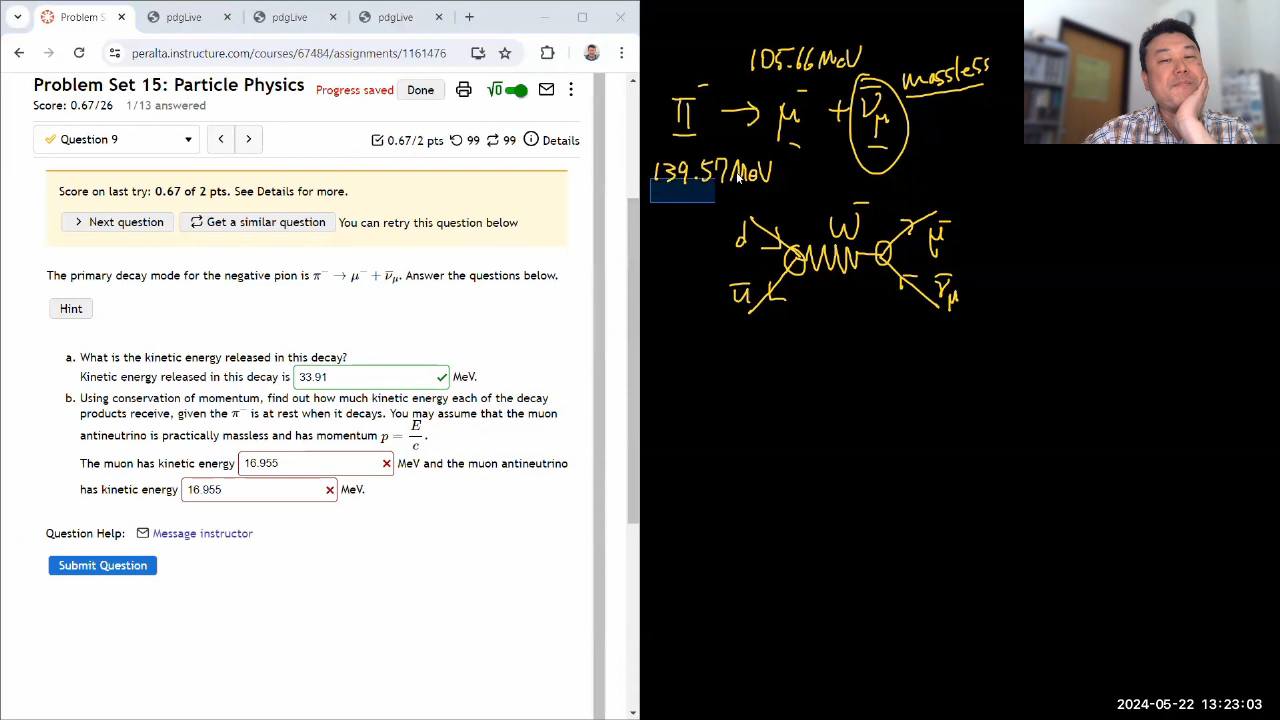 Problem S
pdgLive
pdgLive
pdgLive
peralta.instructure.com/courses/67484/assignments/1161476
Problem Set 15: Particle Physics
Progress saved
Done
√0
Score: 0.67/26 1/13 answered
Question 9
0.67/2 pts
99
99
Details
Score on last try: 0.67 of 2 pts. See Details for more.
Next question
Get a similar question
You can retry this question below
The primary decay mode for the negative pion is π⁻ → μ⁻ + ν̅_μ. Answer the questions below.
Hint
a. What is the kinetic energy released in this decay?
Kinetic energy released in this decay is 33.91 MeV.
b. Using conservation of momentum, find out how much kinetic energy each of the decay
products receive, given the π⁻ is at rest when it decays. You may assume that the muon
antineutrino is practically massless and has momentum p = E/c.
The muon has kinetic energy 16.955 MeV and the muon antineutrino
has kinetic energy 16.955 MeV.
Question Help: Message instructor
Submit Question
105.66 MeV
massless
π⁻ → μ⁻ + ν̅_μ
139.57 MeV
d
W⁻
μ⁻
u̅
ν̅_μ
2024-05-22 13:23:03